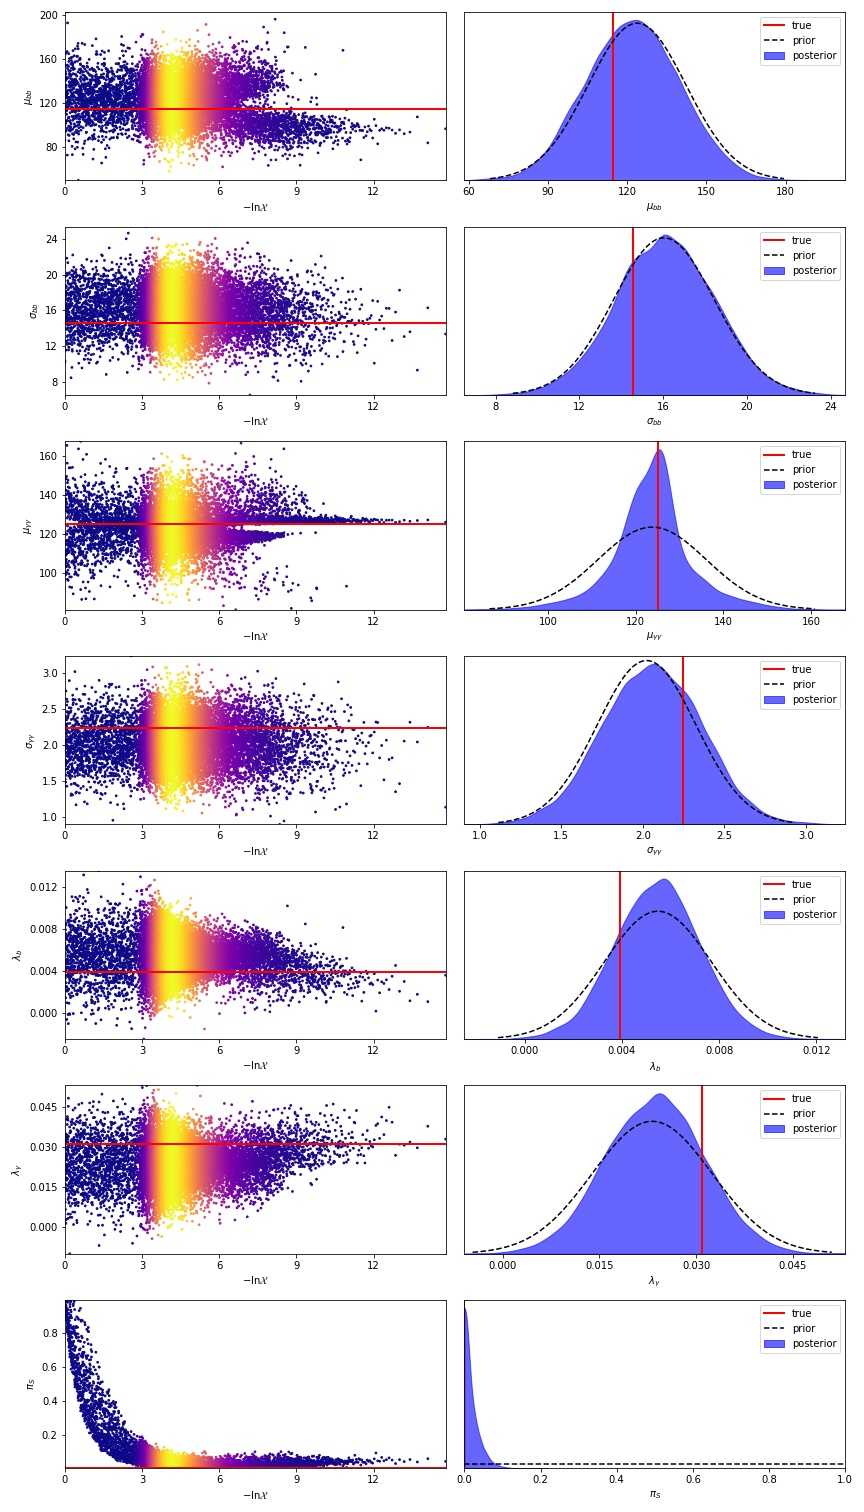 200
160
120
80
μbb
0 3 6 9 12
−ln𝒳
true
prior
posterior
60 90 120 150 180
μbb
24
20
16
12
8
σbb
0 3 6 9 12
−ln𝒳
true
prior
posterior
8 12 16 20 24
σbb
160
140
120
100
μγγ
0 3 6 9 12
−ln𝒳
true
prior
posterior
100 120 140 160
μγγ
3.0
2.5
2.0
1.5
1.0
σγγ
0 3 6 9 12
−ln𝒳
true
prior
posterior
1.0 1.5 2.0 2.5 3.0
σγγ
0.012
0.008
0.004
0.000
λb
0 3 6 9 12
−ln𝒳
true
prior
posterior
0.000 0.004 0.008 0.012
λb
0.045
0.030
0.015
0.000
λγ
0 3 6 9 12
−ln𝒳
true
prior
posterior
0.000 0.015 0.030 0.045
λγ
0.8
0.6
0.4
0.2
πS
0 3 6 9 12
−ln𝒳
true
prior
posterior
0.0 0.2 0.4 0.6 0.8 1.0
πS